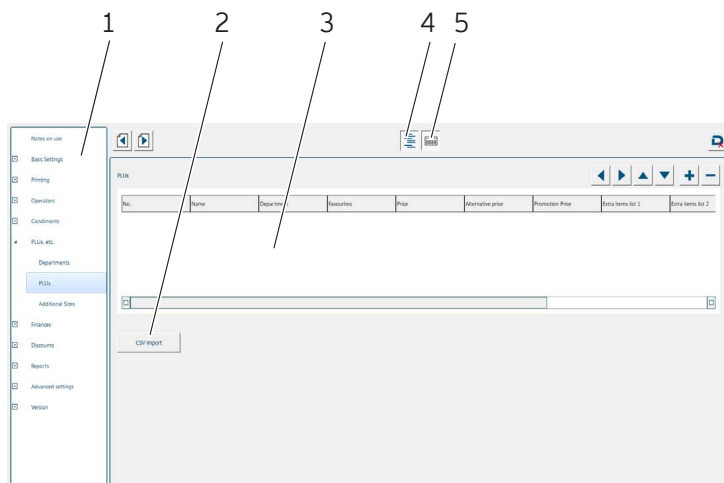 1 2 3 4 5
Notes on use
Basic Settings
Printing
Operators
Condiments
PLUs, etc.
Departments
PLUs
Additional Sizes
Finances
Discounts
Reports
Advanced settings
Version
PLUs
No. Name Department Favourites Price Alternative price Promotion Price Extra items list 1 Extra items list 2
CSV Import